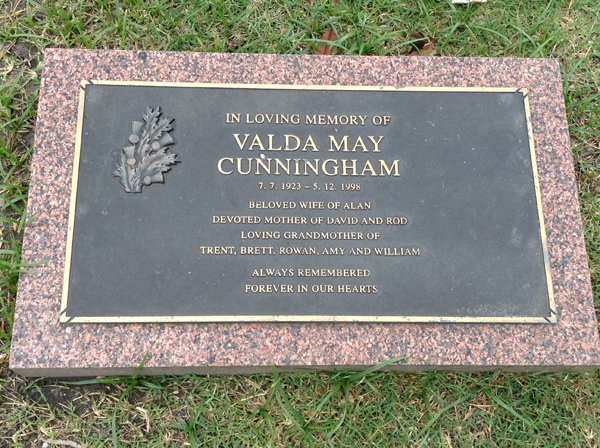 IN LOVING MEMORY OF
VALDA MAY
CUNNINGHAM
7. 7. 1923 – 5. 12. 1998
BELOVED WIFE OF ALAN
DEVOTED MOTHER OF DAVID AND ROD
LOVING GRANDMOTHER OF
TRENT, BRETT, ROWAN, AMY AND WILLIAM
ALWAYS REMEMBERED
FOREVER IN OUR HEARTS